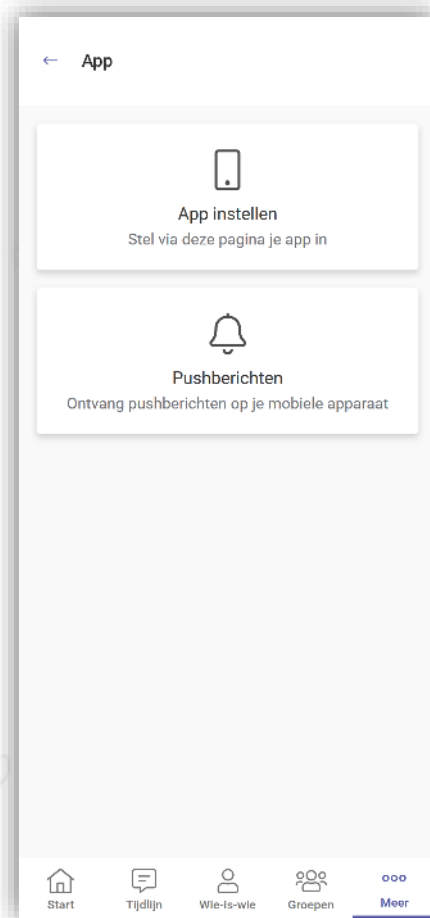 App
App instellen
Stel via deze pagina je app in
Pushberichten
Ontvang pushberichten op je mobiele apparaat
Start
Tijdlijn
Wie-is-wie
Groepen
Meer